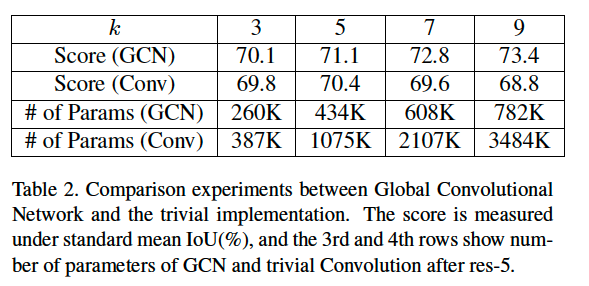 k 3 5 7 9
Score (GCN) 70.1 71.1 72.8 73.4
Score (Conv) 69.8 70.4 69.6 68.8
# of Params (GCN) 260K 434K 608K 782K
# of Params (Conv) 387K 1075K 2107K 3484K
Table 2. Comparison experiments between Global Convolutional
Network and the trivial implementation. The score is measured
under standard mean IoU(%), and the 3rd and 4th rows show num-
ber of parameters of GCN and trivial Convolution after res-5.